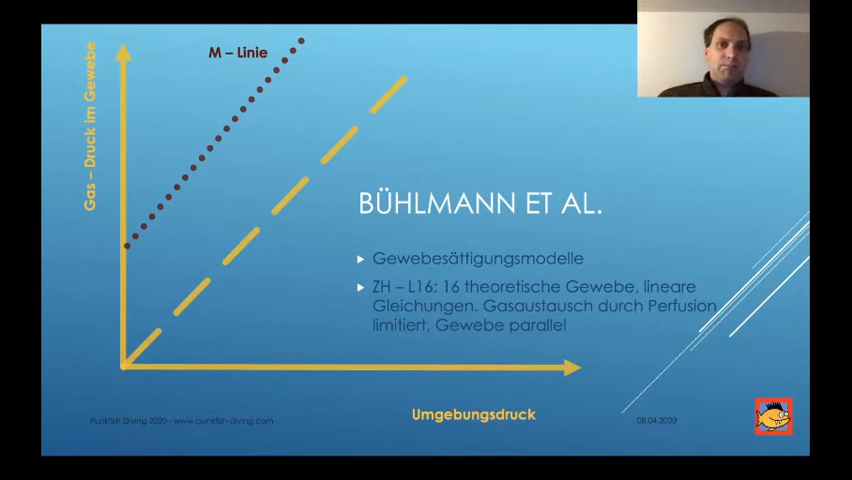 M – Linie
Gas – Druck im Gewebe
BÜHLMANN ET AL.
Gewebesättigungsmodelle
ZH – L16: 16 theoretische Gewebe, lineare
Gleichungen. Gasaustausch durch Perfusion
limitiert, Gewebe parallel
Umgebungsdruck
Punkfish Diving 2020 - www.punkfish-diving.com
08.04.2020